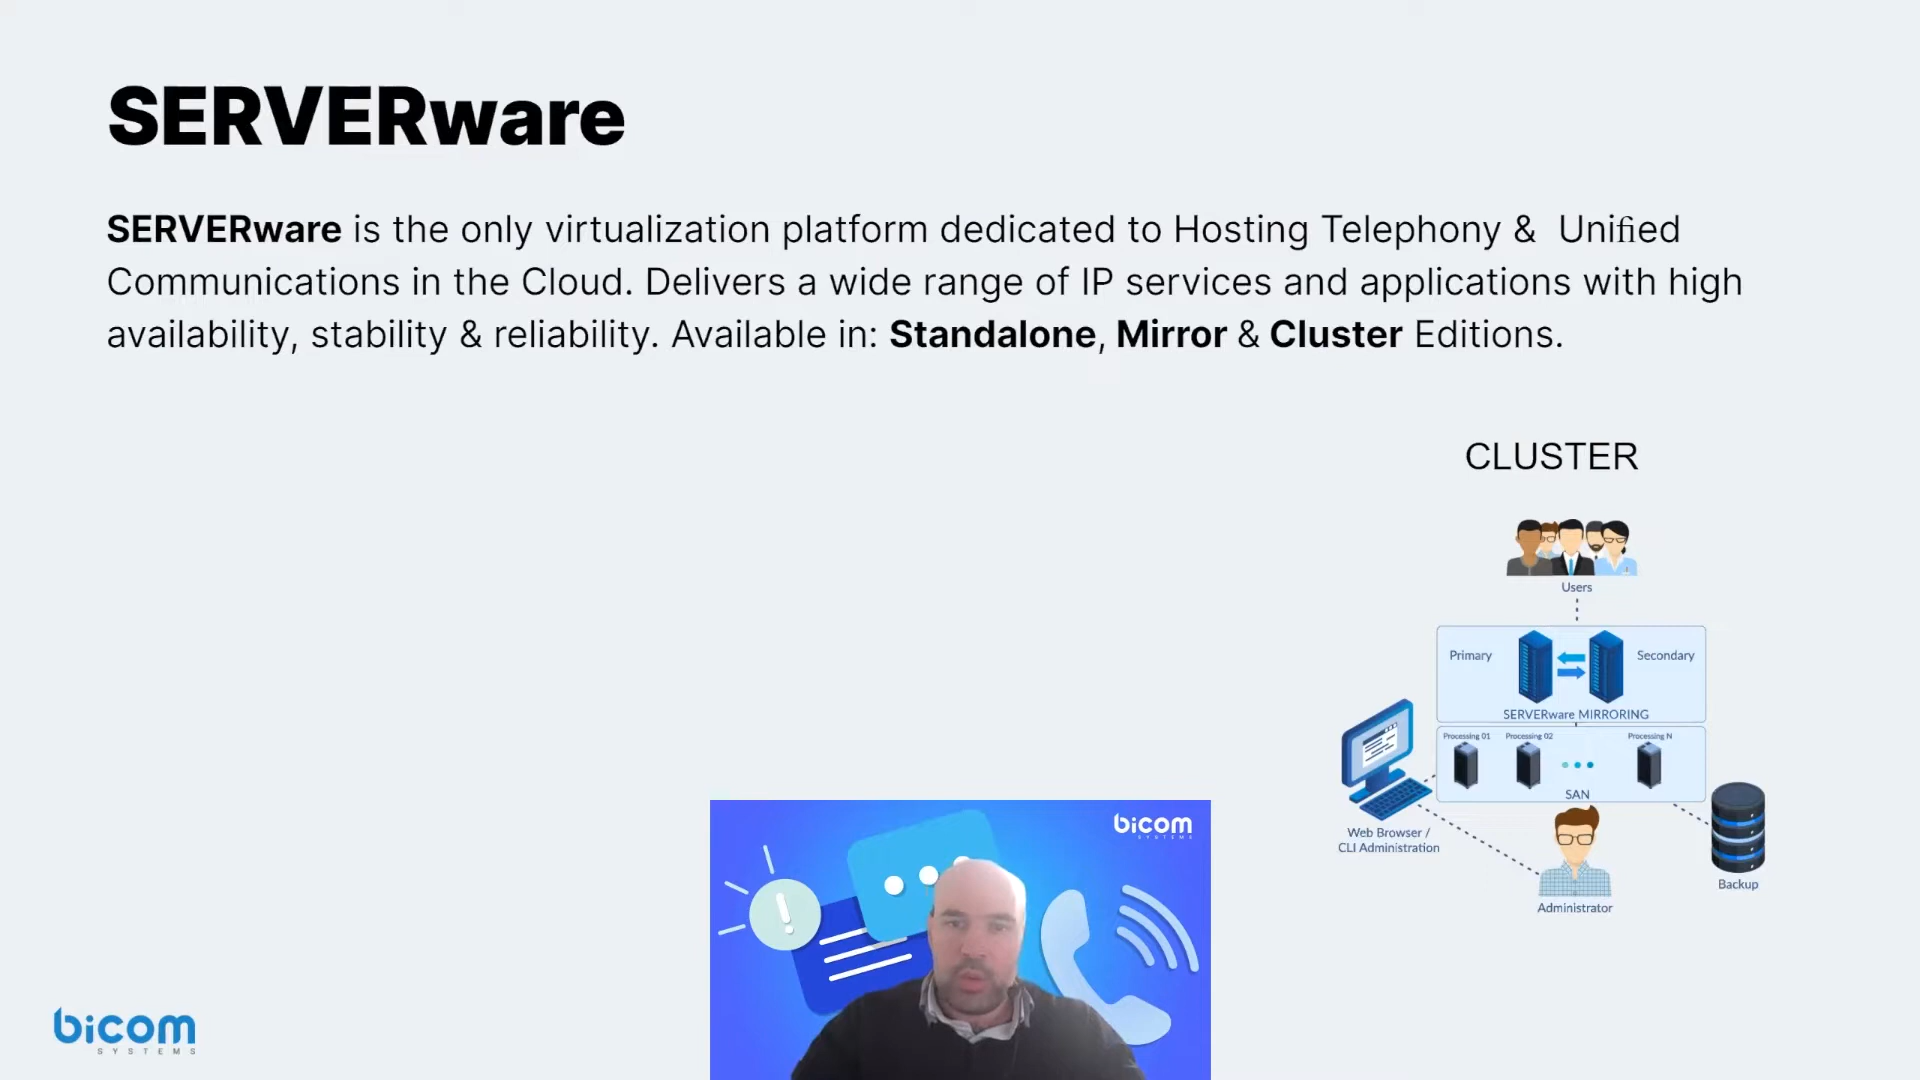 SERVERware
SERVERware is the only virtualization platform dedicated to Hosting Telephony & Unified
Communications in the Cloud. Delivers a wide range of IP services and applications with high
availability, stability & reliability. Available in: Standalone, Mirror & Cluster Editions.
CLUSTER
Users
Primary
Secondary
SERVERware MIRRORING
Processing 01
Processing 02
Processing N
SAN
Web Browser /
CLI Administration
Administrator
Backup
bicom
SYSTEMS
bicom
SYSTEMS